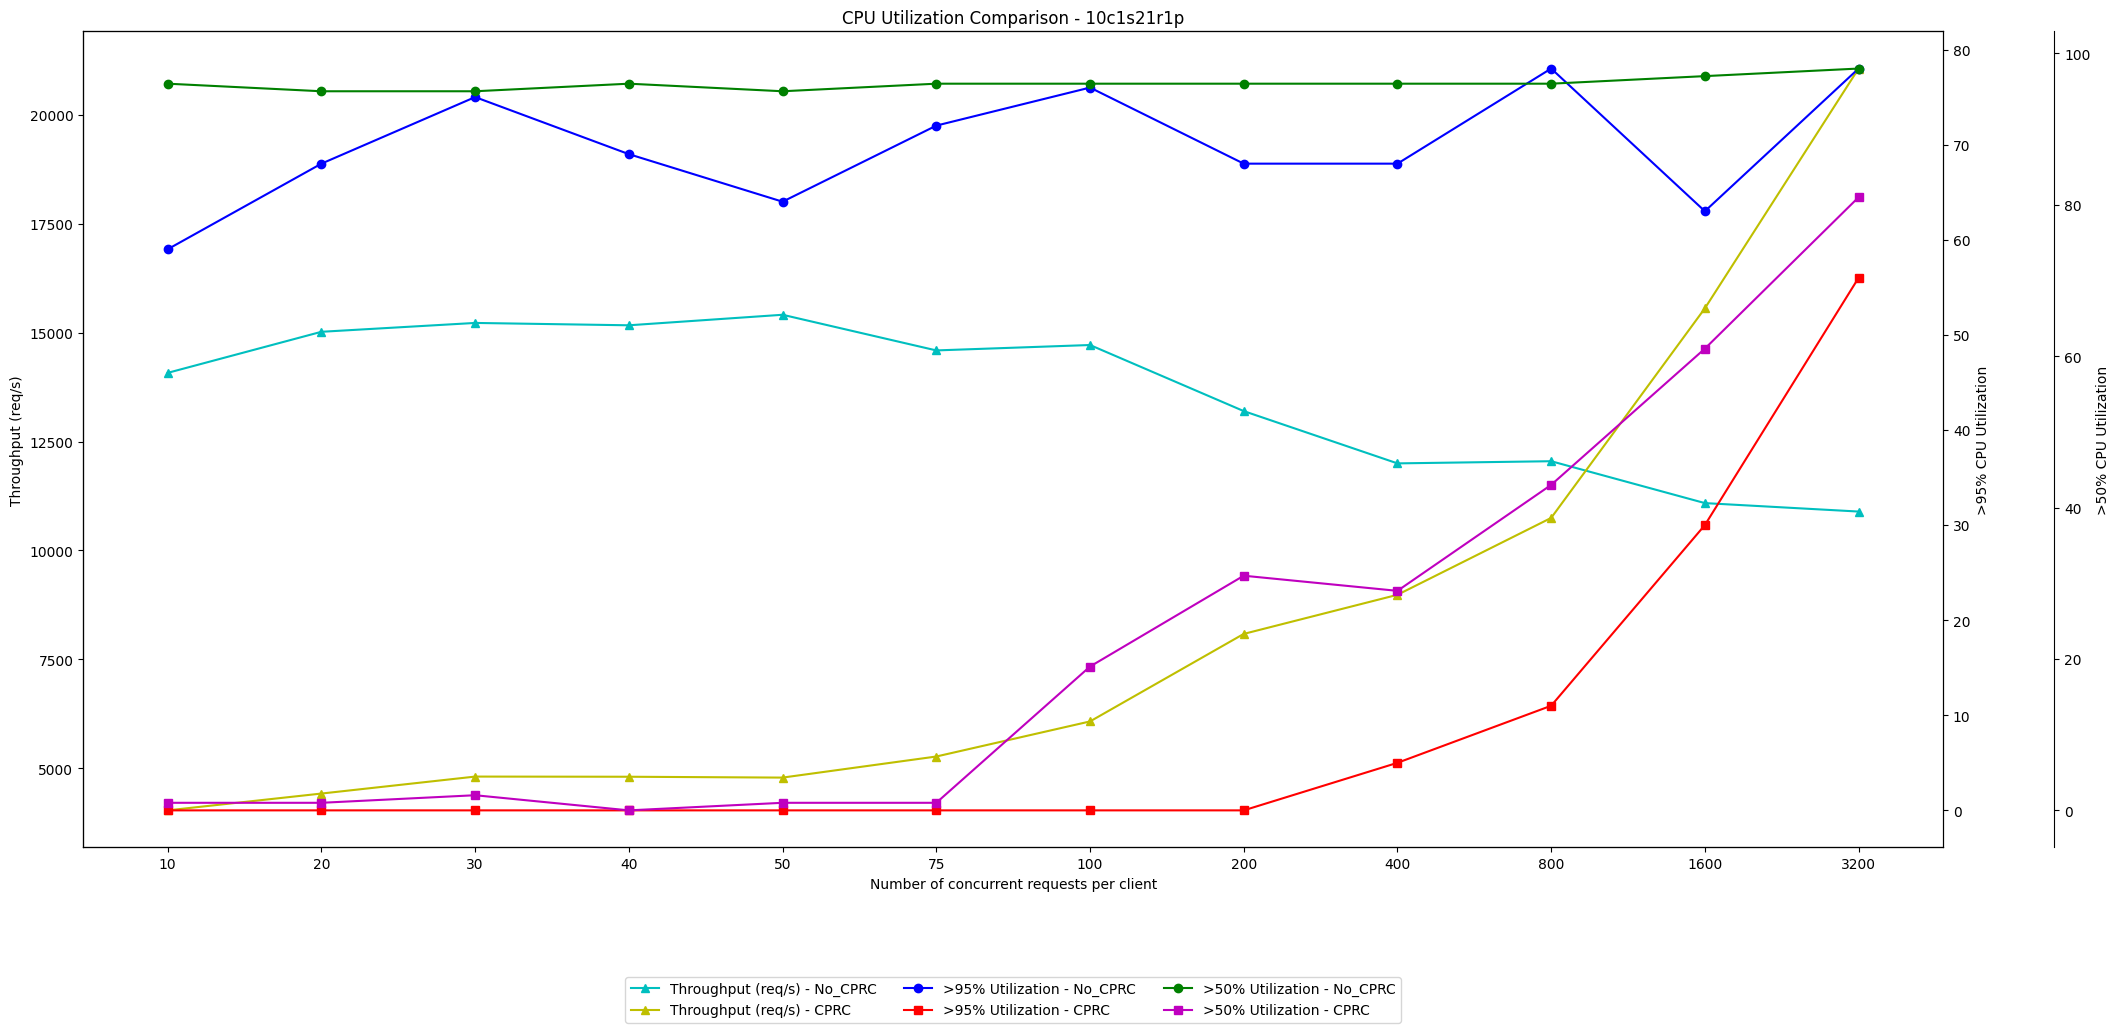 CPU Utilization Comparison - 10c1s21r1p
Throughput (req/s)
20000
17500
15000
12500
10000
7500
5000
80
70
60
50
40
30
20
10
0
>95% CPU Utilization
100
80
60
40
20
0
>50% CPU Utilization
10 20 30 40 50 75 100 200 400 800 1600 3200
Number of concurrent requests per client
Throughput (req/s) - No_CPRC >95% Utilization - No_CPRC >50% Utilization - No_CPRC
Throughput (req/s) - CPRC >95% Utilization - CPRC >50% Utilization - CPRC